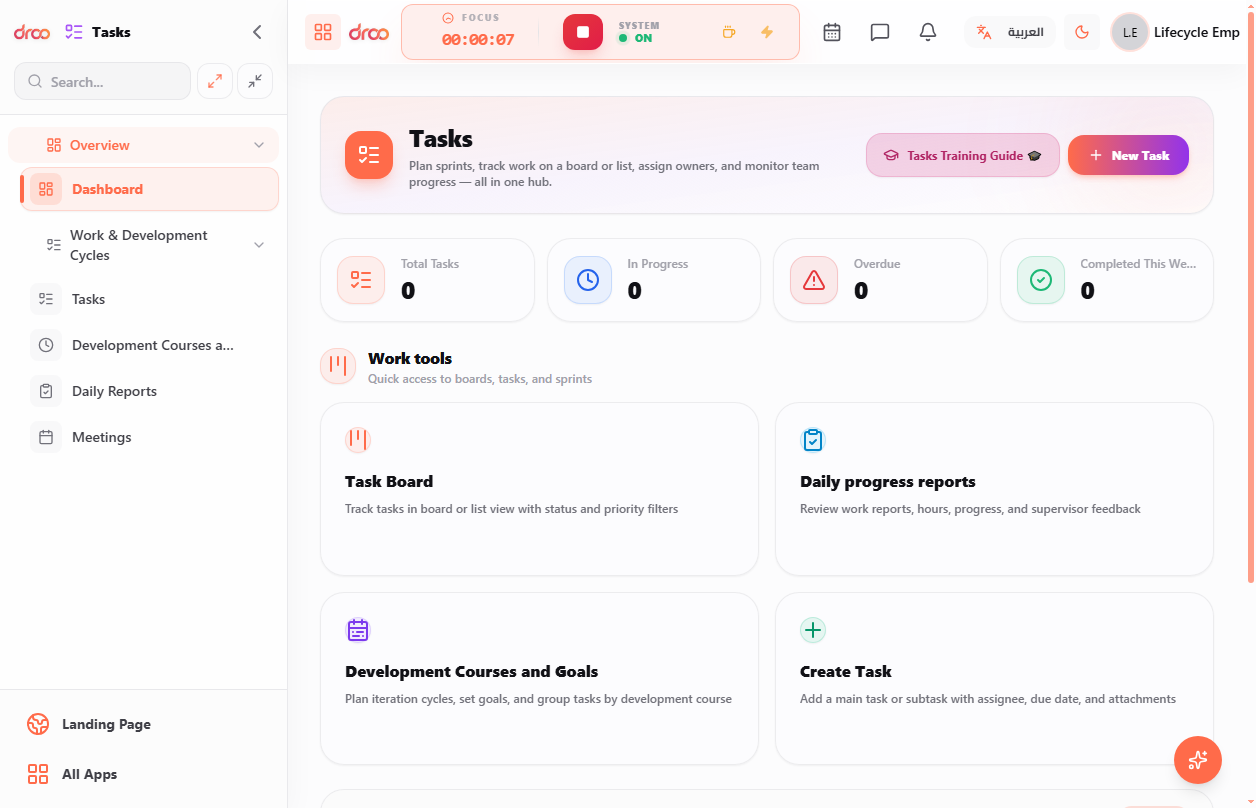 droo
Tasks
Search...
Overview
Dashboard
Work & Development
Cycles
Tasks
Development Courses a...
Daily Reports
Meetings
Landing Page
All Apps
droo
FOCUS
00:00:07
SYSTEM
ON
العربية
LE
Lifecycle Emp
Tasks
Plan sprints, track work on a board or list, assign owners, and monitor team
progress — all in one hub.
Tasks Training Guide 🎓
+ New Task
Total Tasks
0
In Progress
0
Overdue
0
Completed This We...
0
Work tools
Quick access to boards, tasks, and sprints
Task Board
Track tasks in board or list view with status and priority filters
Daily progress reports
Review work reports, hours, progress, and supervisor feedback
Development Courses and Goals
Plan iteration cycles, set goals, and group tasks by development course
Create Task
Add a main task or subtask with assignee, due date, and attachments